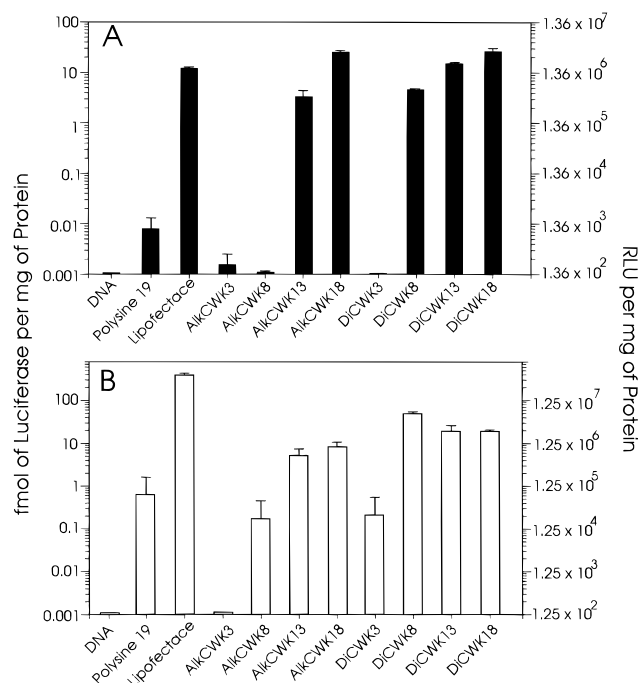 A
100
10
1
0.1
0.01
0.001
1.36 x 10^7
1.36 x 10^6
1.36 x 10^5
1.36 x 10^4
1.36 x 10^3
1.36 x 10^2
DNA
Polysine 19
Lipofectace
AlkCWK3
AlkCWK8
AlkCWK13
AlkCWK18
DiCWK3
DiCWK8
DiCWK13
DiCWK18
fmol of Luciferase per mg of Protein
RLU per mg of Protein
B
100
10
1
0.1
0.01
0.001
1.25 x 10^7
1.25 x 10^6
1.25 x 10^5
1.25 x 10^4
1.25 x 10^3
1.25 x 10^2
DNA
Polysine 19
Lipofectace
AlkCWK3
AlkCWK8
AlkCWK13
AlkCWK18
DiCWK3
DiCWK8
DiCWK13
DiCWK18